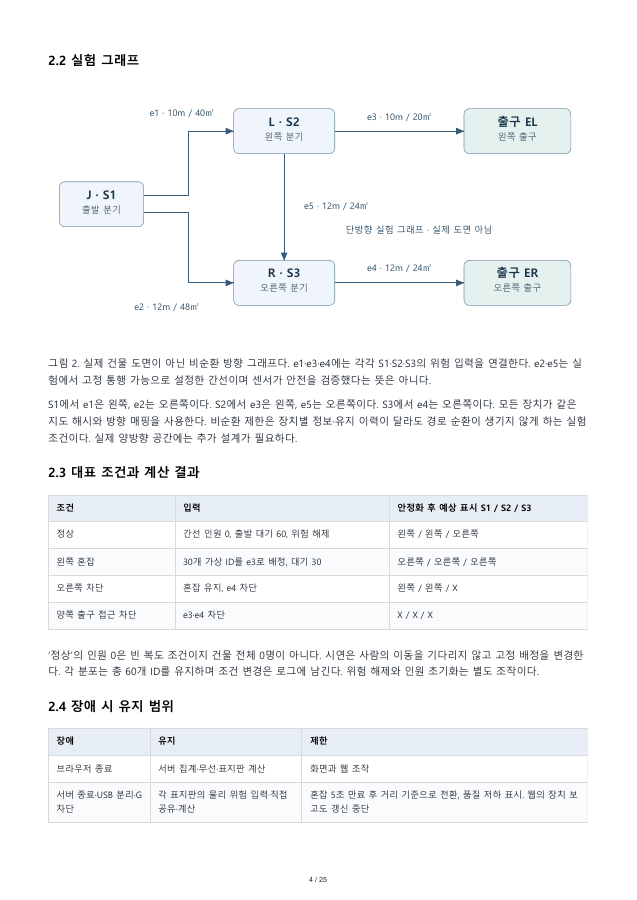 2.2 실험 그래프
e1 · 10m / 40㎡
L · S2
왼쪽 분기
e3 · 10m / 20㎡
출구 EL
왼쪽 출구
J · S1
출발 분기
e5 · 12m / 24㎡
단방향 실험 그래프 · 실제 도면 아님
R · S3
오른쪽 분기
e4 · 12m / 24㎡
출구 ER
오른쪽 출구
e2 · 12m / 48㎡
그림 2. 실제 건물 도면이 아닌 비순환 방향 그래프다. e1·e3·e4에는 각각 S1·S2·S3의 위험 입력을 연결한다. e2·e5는 실
험에서 고정 통행 가능으로 설정한 간선이며 센서가 안전을 검증했다는 뜻은 아니다.
S1에서 e1은 왼쪽, e2는 오른쪽이다. S2에서 e3은 왼쪽, e5는 오른쪽이다. S3에서 e4는 오른쪽이다. 모든 장치가 같은
지도 해시와 방향 매핑을 사용한다. 비순환 제한은 장치별 정보·유지 이력이 달라도 경로 순환이 생기지 않게 하는 실험
조건이다. 실제 양방향 공간에는 추가 설계가 필요하다.
2.3 대표 조건과 계산 결과
조건 입력 안정화 후 예상 표시 S1 / S2 / S3
정상 간선 인원 0, 출발 대기 60, 위험 해제 왼쪽 / 왼쪽 / 오른쪽
왼쪽 혼잡 30개 가상 ID를 e3로 배정, 대기 30 오른쪽 / 오른쪽 / 오른쪽
오른쪽 차단 혼잡 유지, e4 차단 왼쪽 / 왼쪽 / X
양쪽 출구 접근 차단 e3·e4 차단 X / X / X
'정상'의 인원 0은 빈 복도 조건이지 건물 전체 0명이 아니다. 시연은 사람의 이동을 기다리지 않고 고정 배정을 변경한
다. 각 분포는 총 60개 ID를 유지하며 조건 변경은 로그에 남긴다. 위험 해제와 인원 초기화는 별도 조작이다.
2.4 장애 시 유지 범위
장애 유지 제한
브라우저 종료 서버 집계·무선·표지판 계산 화면과 웹 조작
서버 종료·USB 분리·G 각 표지판의 물리 위험 입력·직접 혼잡 5초 만료 후 거리 기준으로 전환, 품질 저하 표시. 웹의 장치 보
차단 공유·계산 고도 갱신 중단
4 / 25